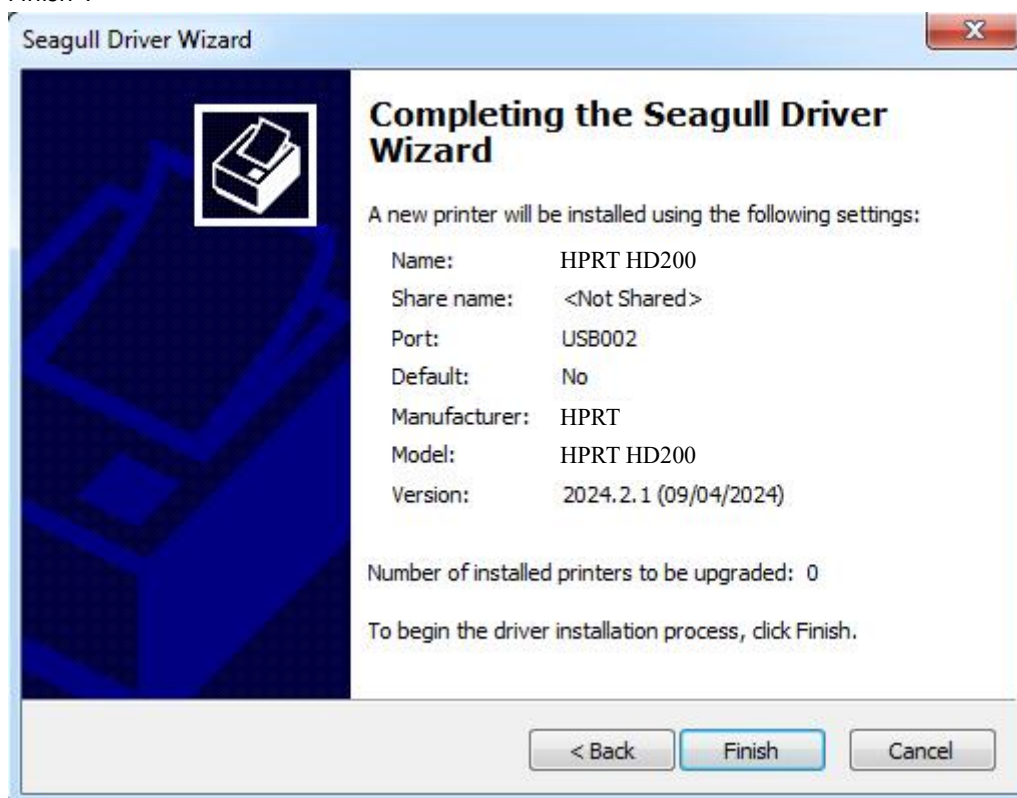 Seagull Driver Wizard
Completing the Seagull Driver
Wizard
A new printer will be installed using the following settings:
Name: HPRT HD200
Share name: <Not Shared>
Port: USB002
Default: No
Manufacturer: HPRT
Model: HPRT HD200
Version: 2024.2.1 (09/04/2024)
Number of installed printers to be upgraded: 0
To begin the driver installation process, click Finish.
< Back Finish Cancel